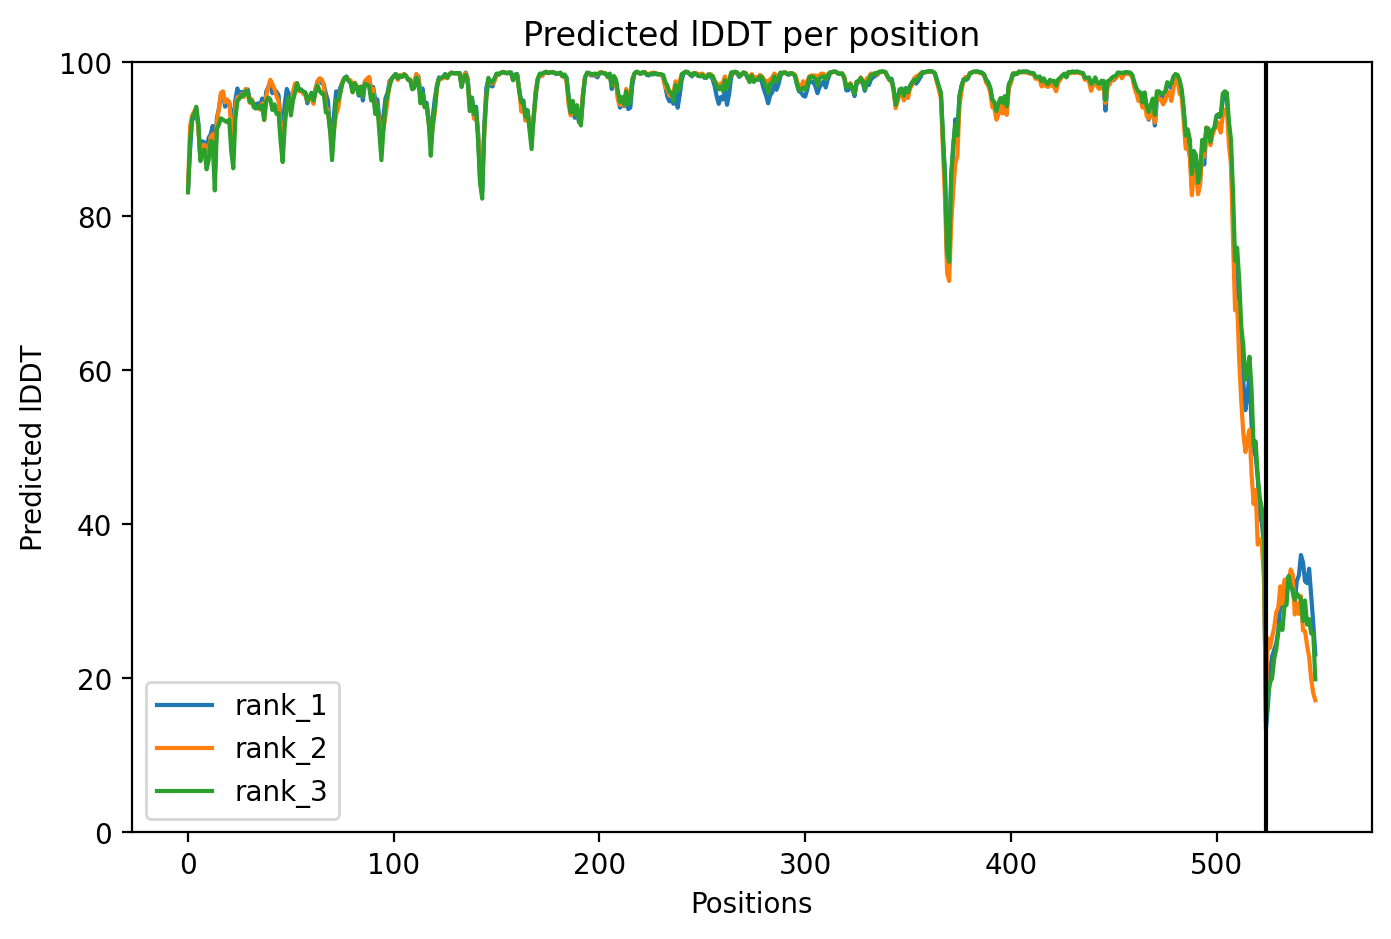 Predicted lDDT per position
Predicted lDDT
100
80
60
40
20
0
rank_1
rank_2
rank_3
0 100 200 300 400 500
Positions